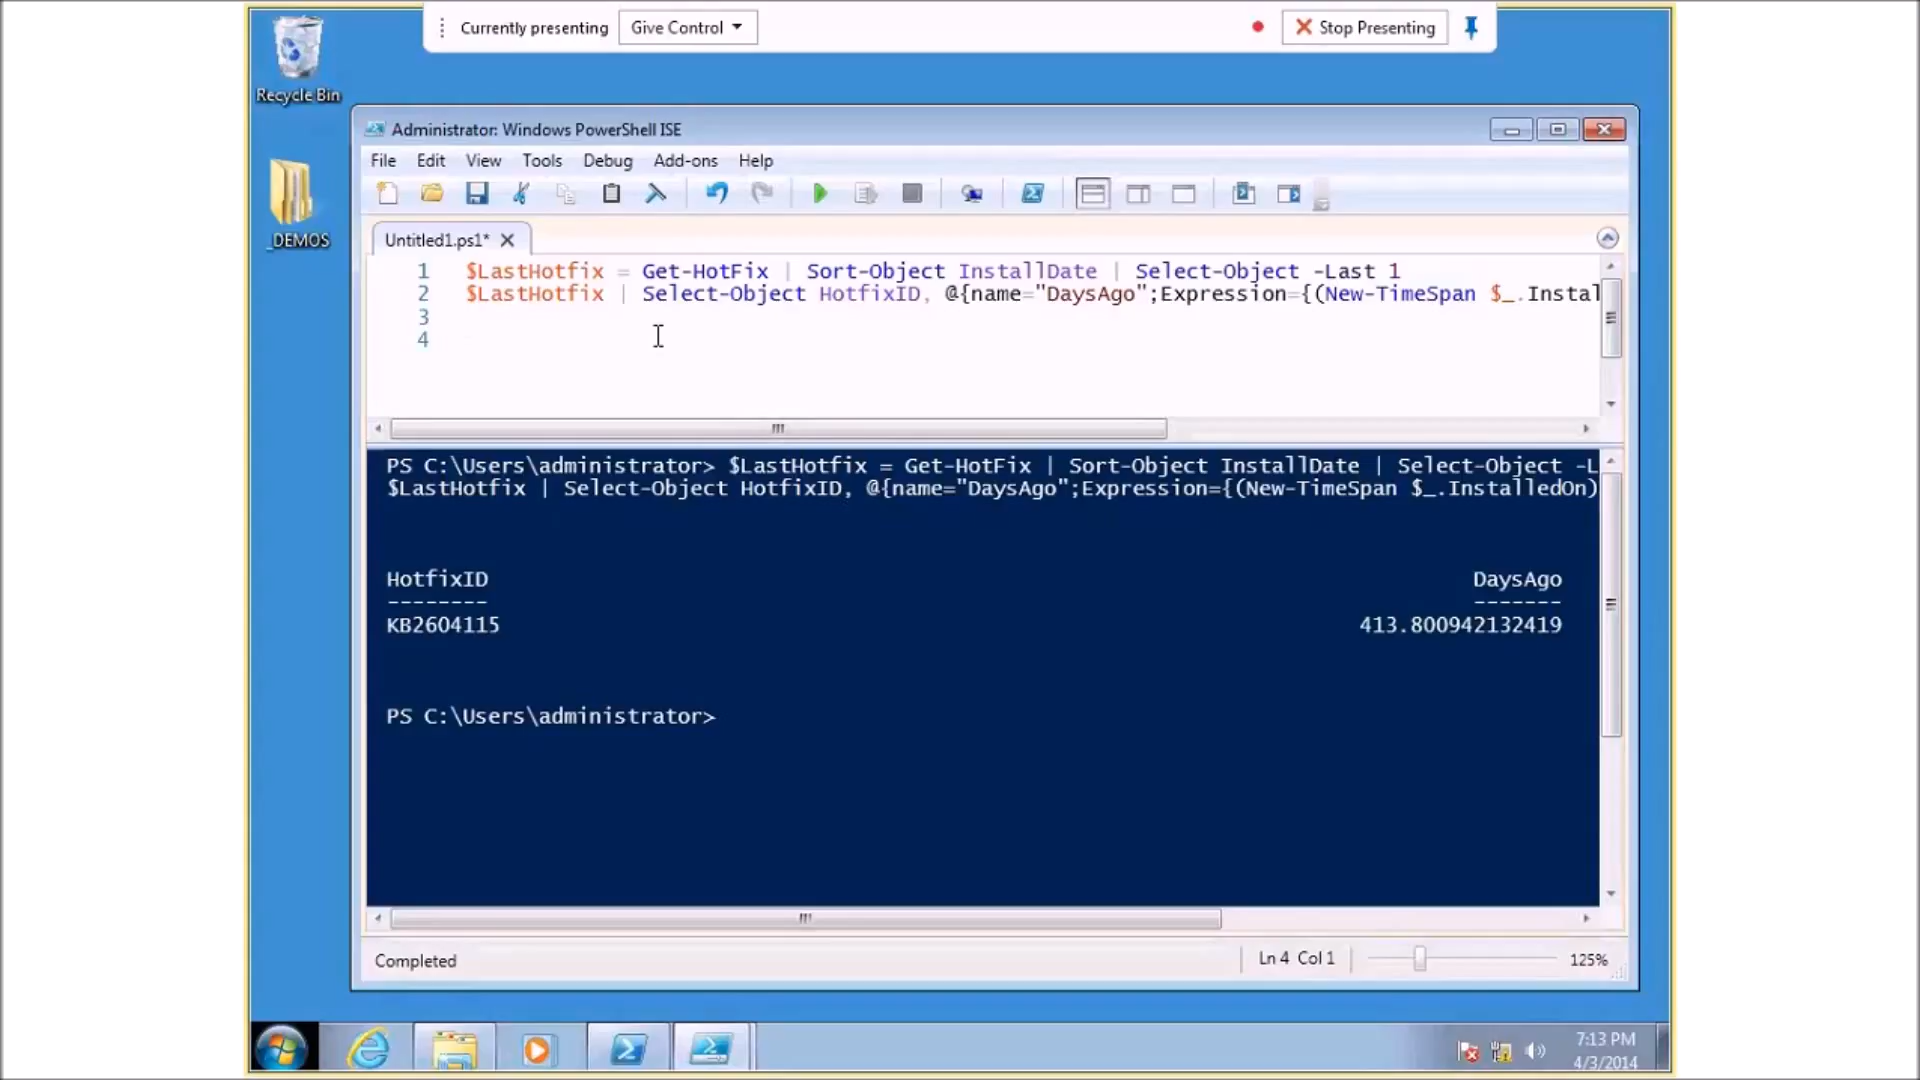 Currently presenting Give Control Stop Presenting
Recycle Bin
Administrator: Windows PowerShell ISE
File Edit View Tools Debug Add-ons Help
_DEMOS
Untitled1.ps1*
1 $LastHotfix = Get-HotFix | Sort-Object InstallDate | Select-Object -Last 1
2 $LastHotfix | Select-Object HotfixID, @{name="DaysAgo";Expression={(New-TimeSpan $_.Instal
3
4
PS C:\Users\administrator> $LastHotfix = Get-HotFix | Sort-Object InstallDate | Select-Object -L
$LastHotfix | Select-Object HotfixID, @{name="DaysAgo";Expression={(New-TimeSpan $_.InstalledOn)
HotfixID DaysAgo
-------- -------
KB2604115 413.800942132419
PS C:\Users\administrator>
Completed Ln 4 Col 1 125%
7:13 PM
4/3/2014